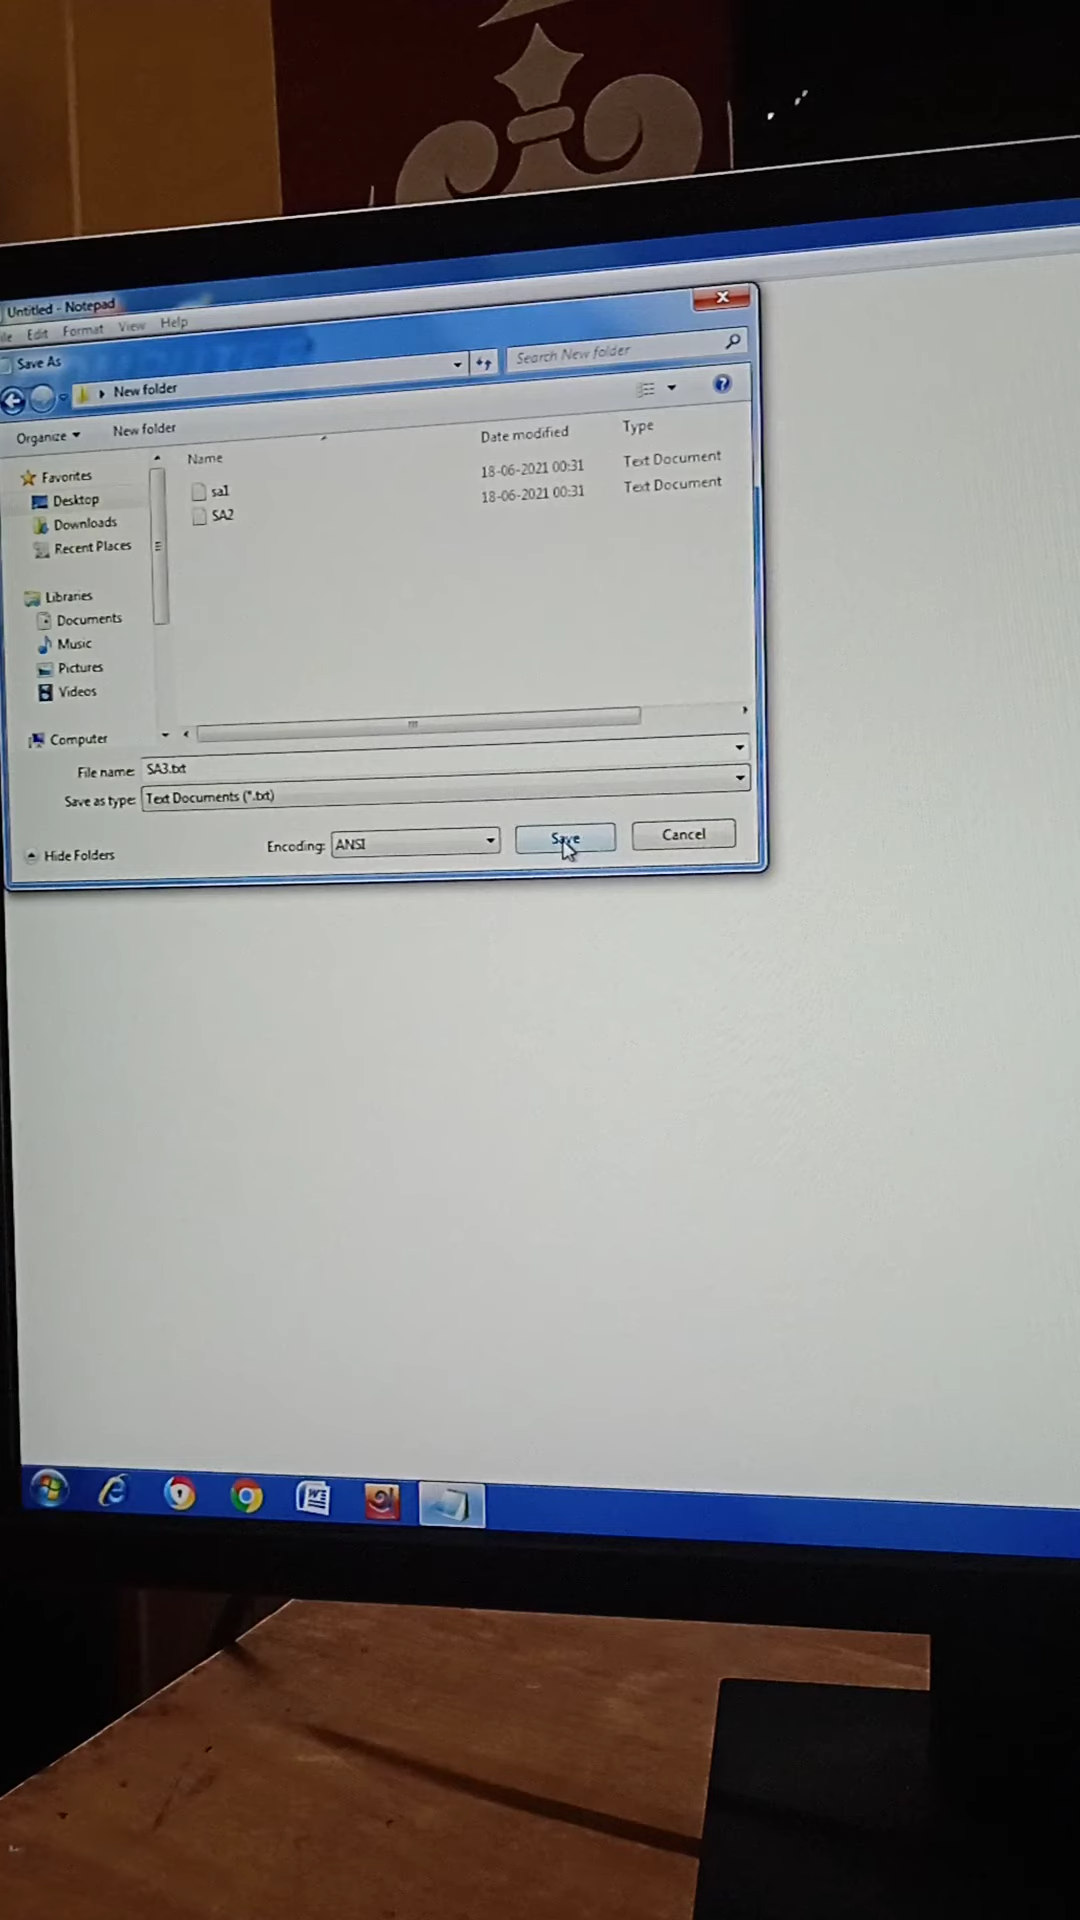 Untitled - Notepad
Edit Format View Help
Save As
New folder
Search New folder
Organize New folder
Name Date modified Type
sa1 18-06-2021 00:31 Text Document
SA2 18-06-2021 00:31 Text Document
Favorites
Desktop
Downloads
Recent Places
Libraries
Documents
Music
Pictures
Videos
Computer
File name: SA3.txt
Save as type: Text Documents (*.txt)
Hide Folders Encoding: ANSI Save Cancel